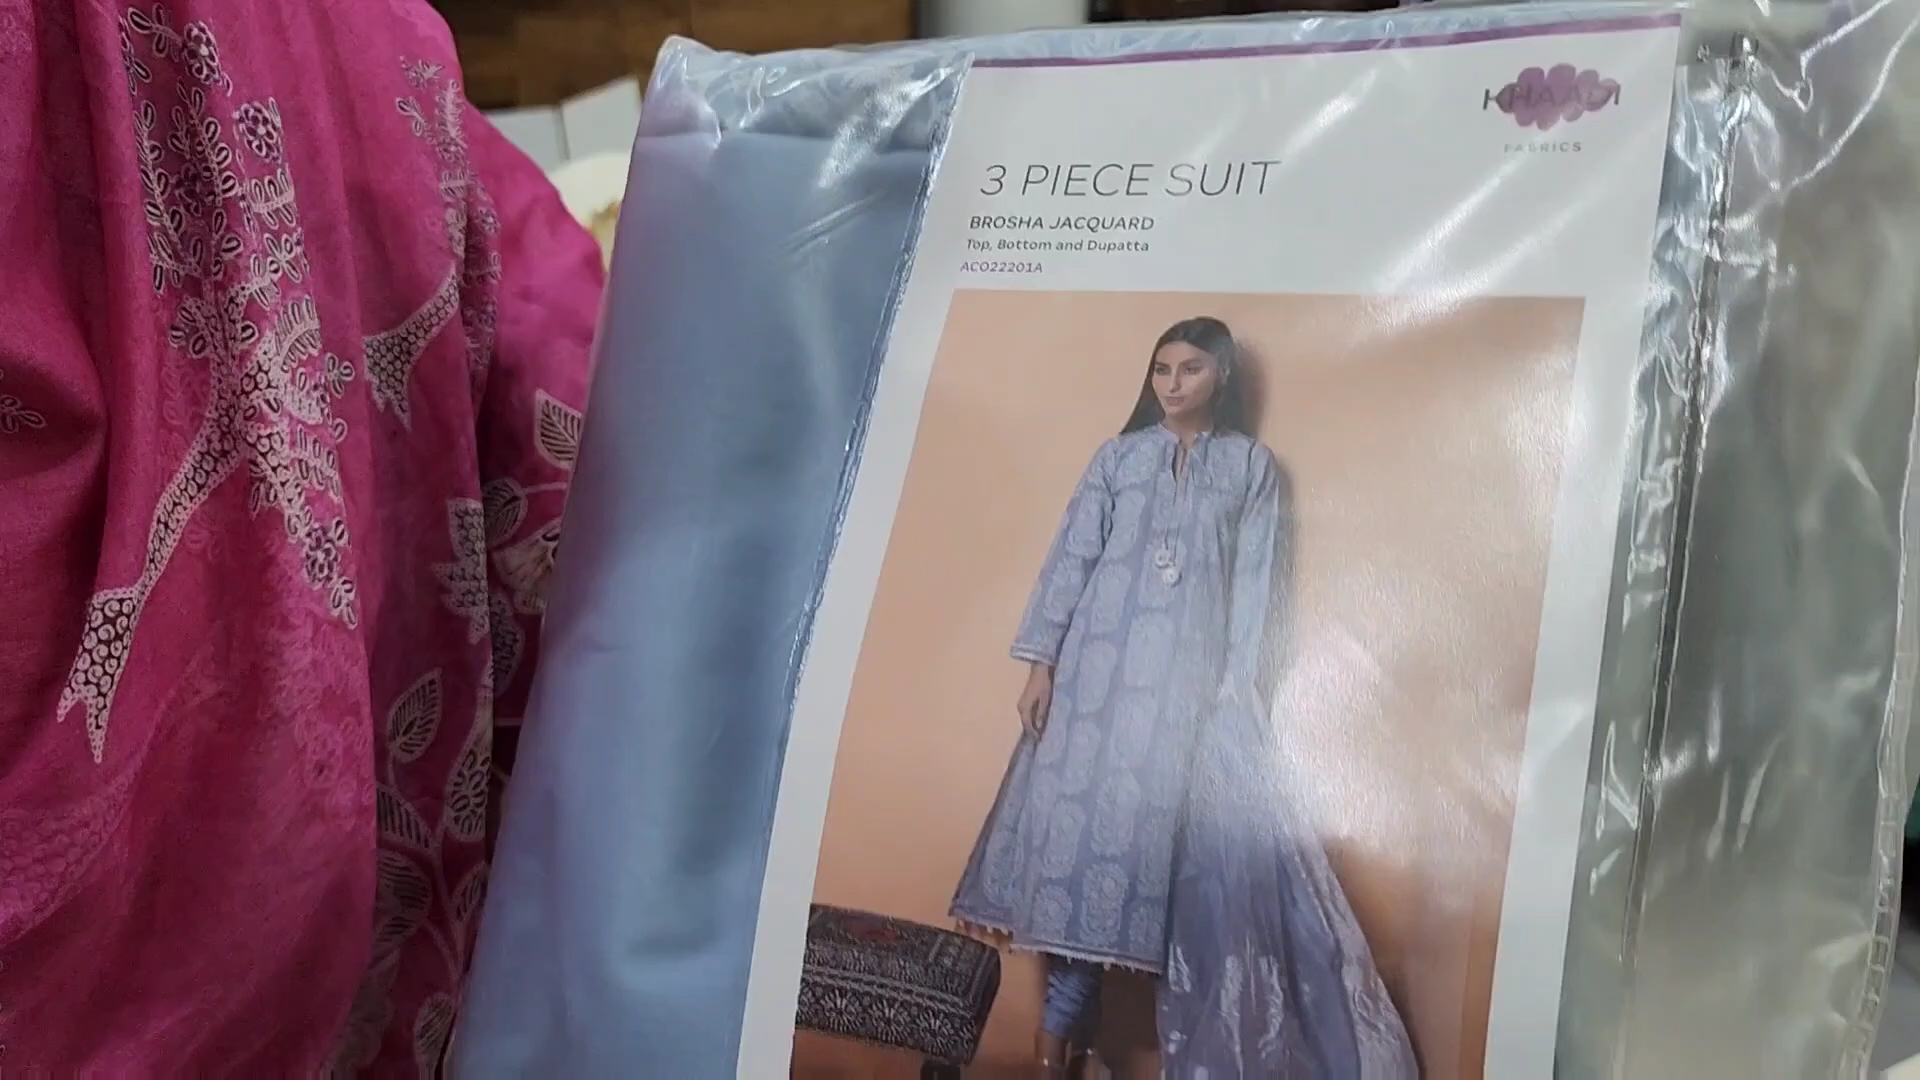 KHAADI
FABRICS
3 PIECE SUIT
BROSHA JACQUARD
Top, Bottom and Dupatta
ACO22201A